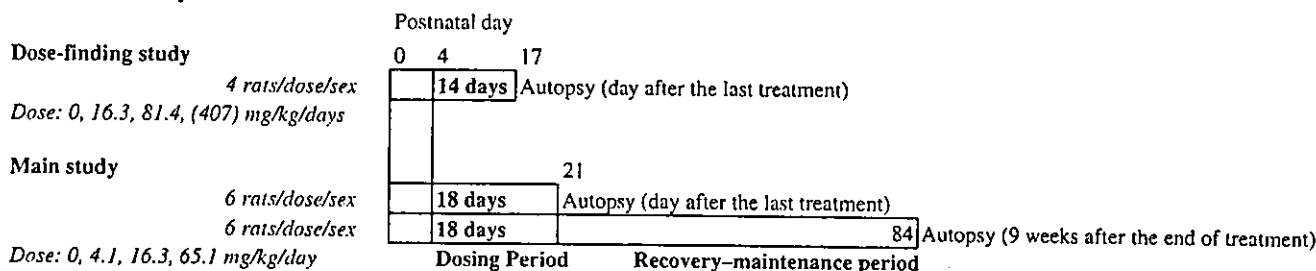 Postnatal day
Dose-finding study 0 4 17
4 rats/dose/sex 14 days Autopsy (day after the last treatment)
Dose: 0, 16.3, 81.4, (407) mg/kg/days
Main study 21
6 rats/dose/sex 18 days Autopsy (day after the last treatment)
6 rats/dose/sex 18 days 84 Autopsy (9 weeks after the end of treatment)
Dose: 0, 4.1, 16.3, 65.1 mg/kg/day Dosing Period Recovery–maintenance period